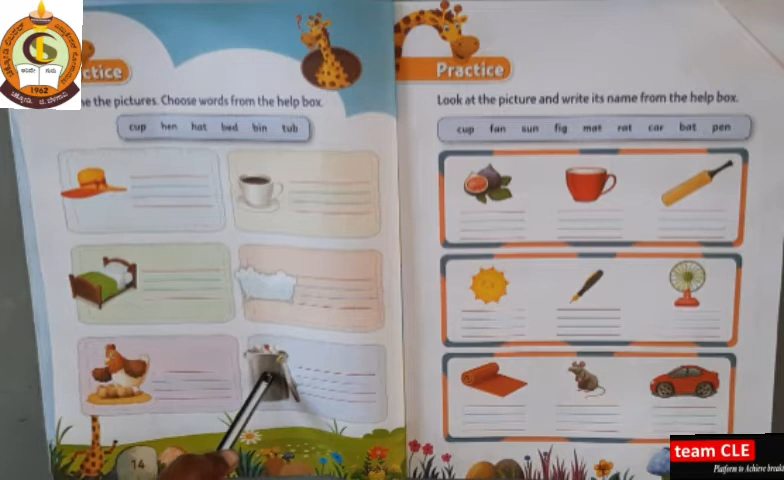 1962
Practice
Look at the picture and write its name from the help box.
the pictures. Choose words from the help box.
cup hen hat bed bin tub
cup fan sun fig mat rat car bat pen
14
team CLE
Platform to Achieve